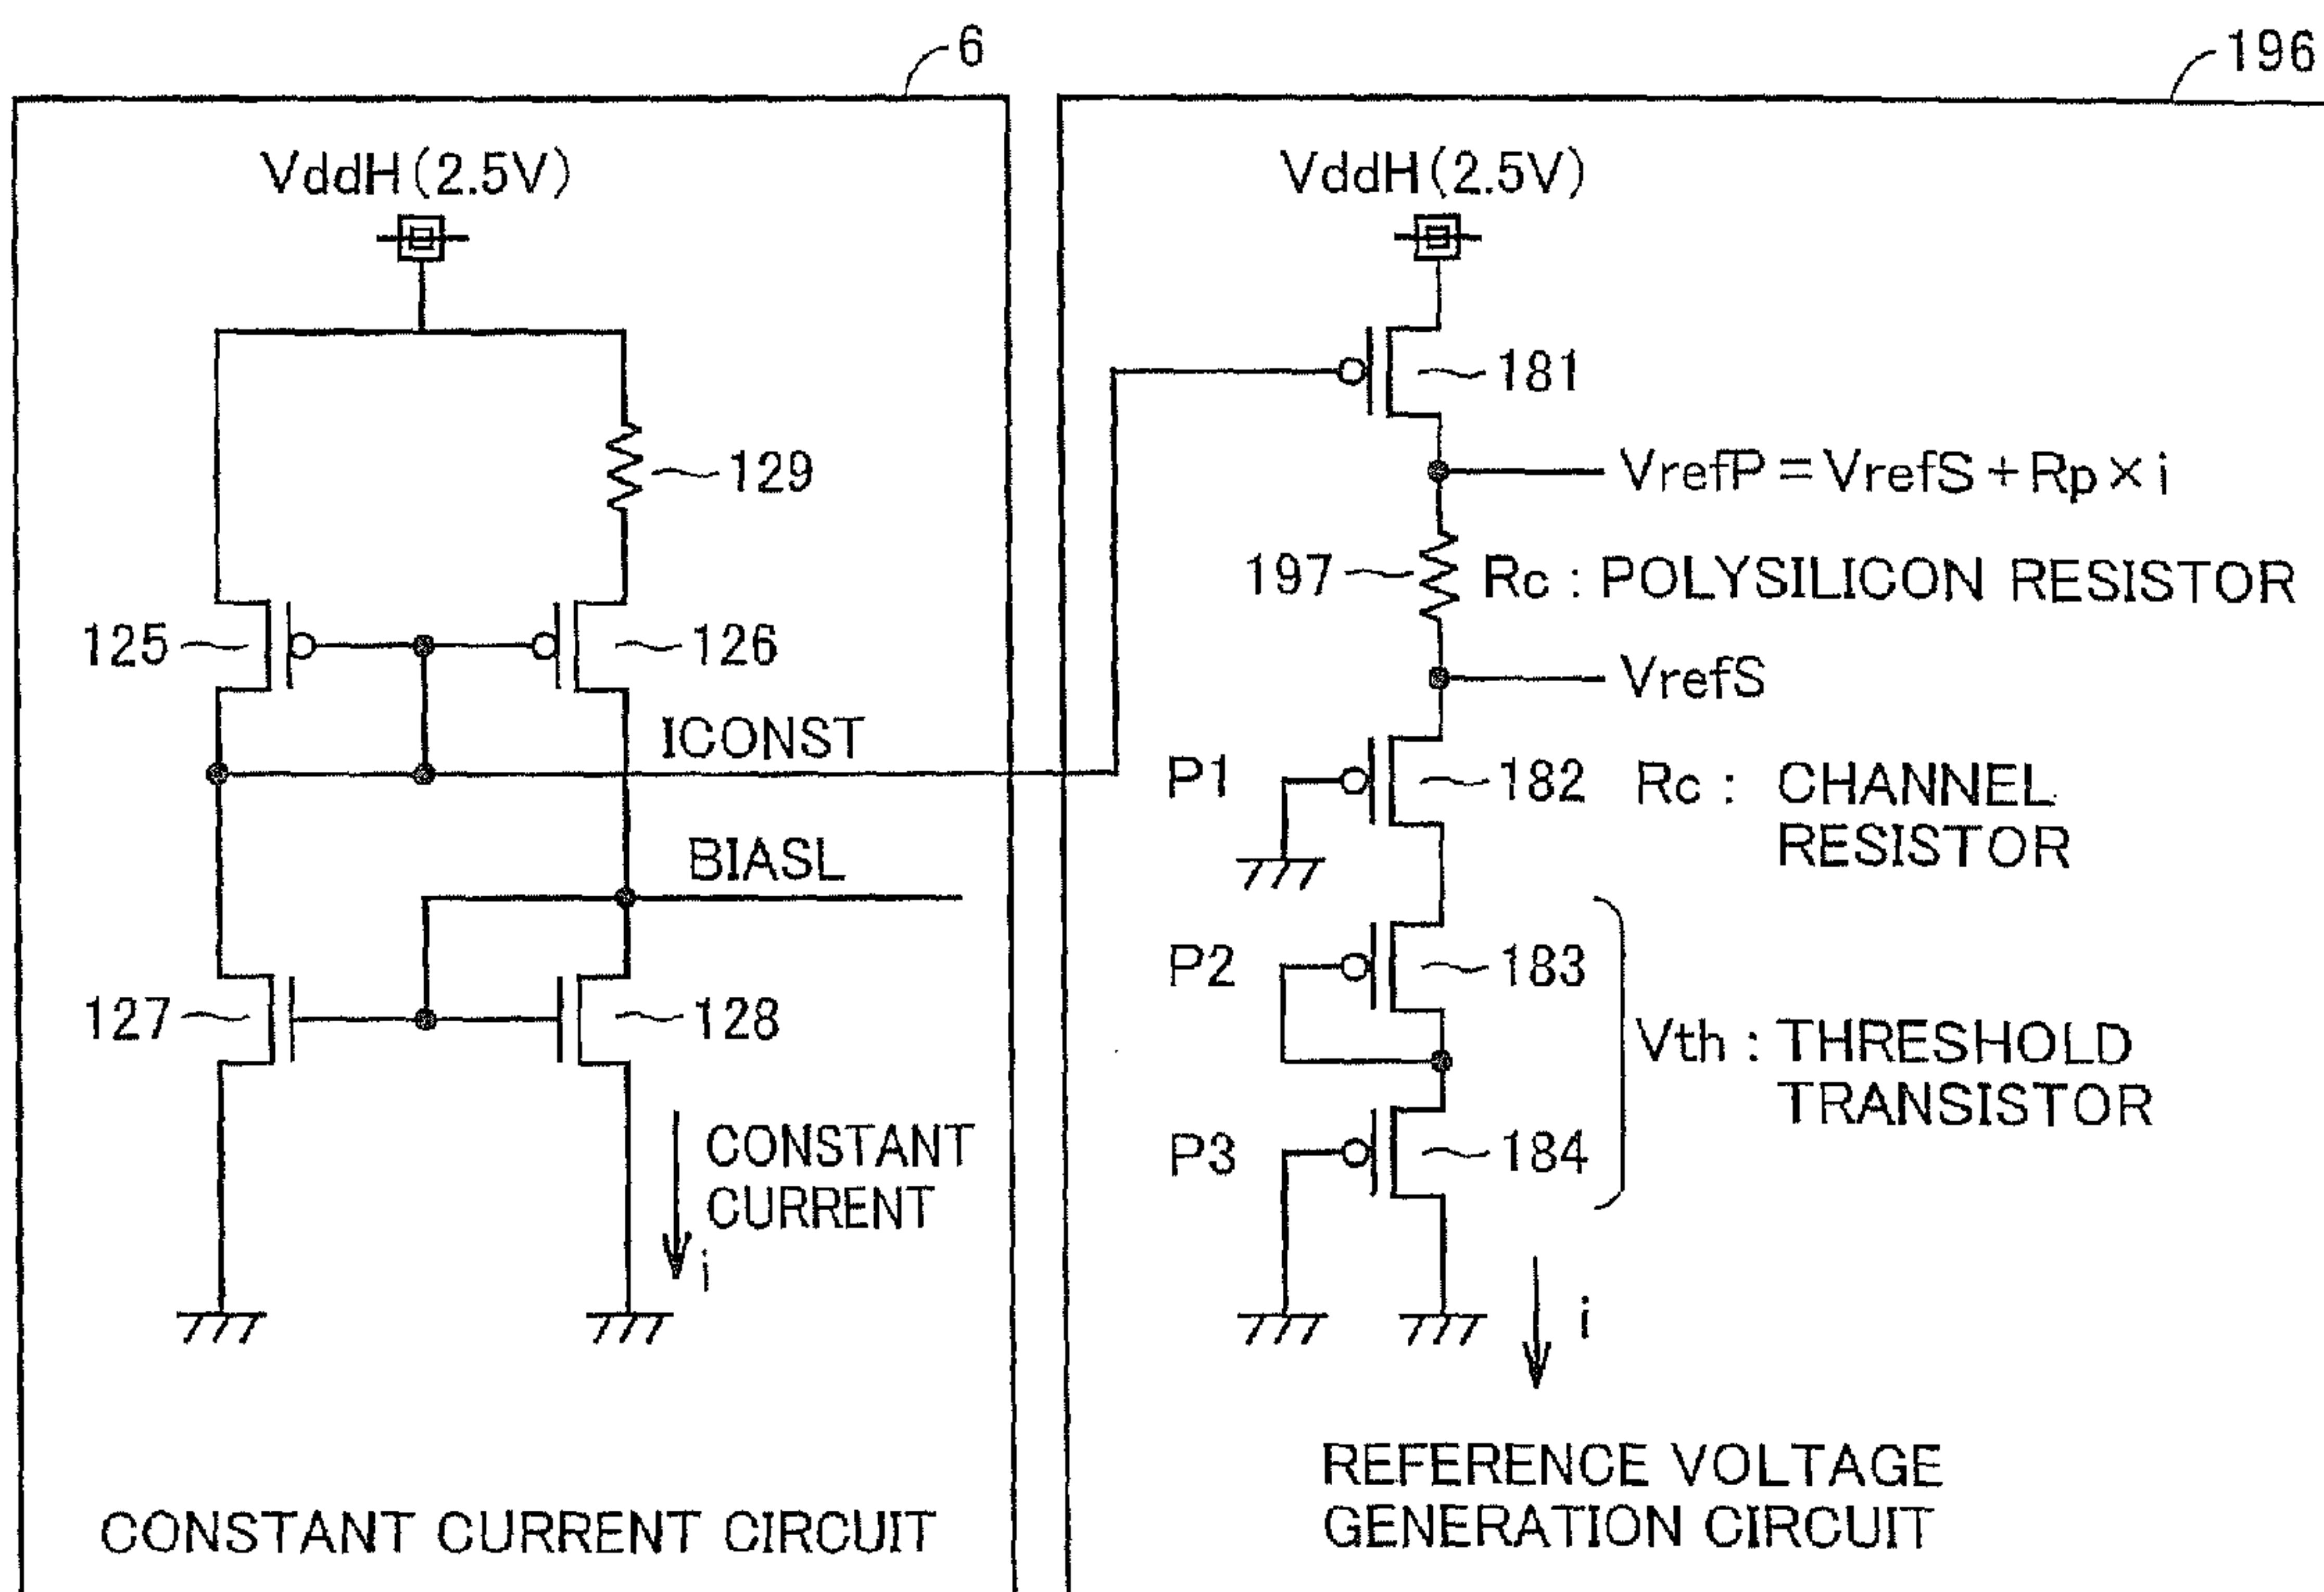 6
196
VddH(2.5V)
VddH(2.5V)
181
129
VrefP = VrefS + Rp × i
197
Rc : POLYSILICON RESISTOR
125
126
VrefS
ICONST
P1
182
Rc : CHANNEL
RESISTOR
BIASL
P2
183
127
128
Vth : THRESHOLD
TRANSISTOR
P3
184
CONSTANT
CURRENT
i
i
REFERENCE VOLTAGE
GENERATION CIRCUIT
CONSTANT CURRENT CIRCUIT